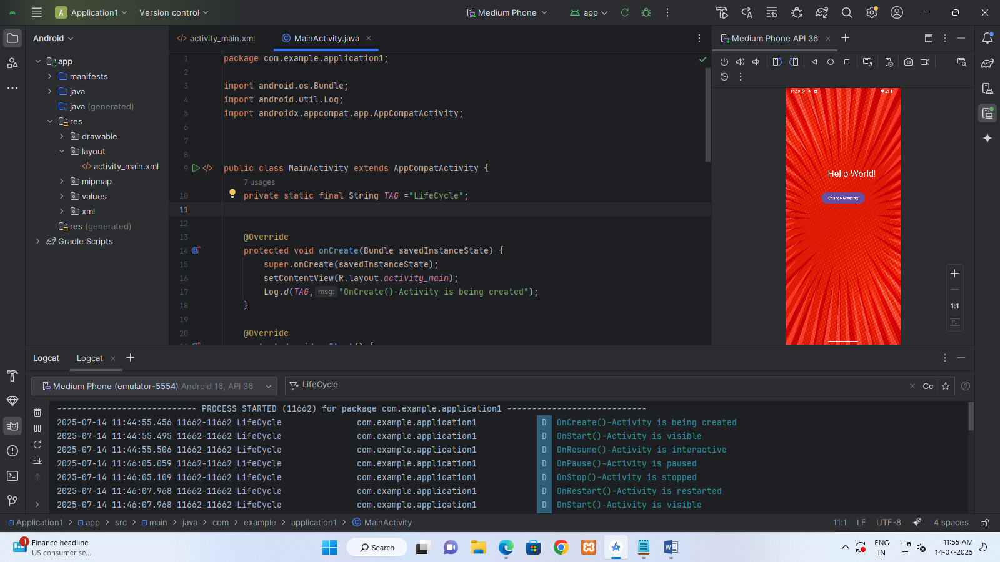 A Application1 Version control Medium Phone app
Android
app
manifests
java
java (generated)
res
drawable
layout
activity_main.xml
mipmap
values
xml
res (generated)
Gradle Scripts
activity_main.xml MainActivity.java
1 package com.example.application1;
2
3 import android.os.Bundle;
4 import android.util.Log;
5 import androidx.appcompat.app.AppCompatActivity;
6
7
8
9 public class MainActivity extends AppCompatActivity {
7 usages
10 private static final String TAG ="LifeCycle";
11
12
13 @Override
14 protected void onCreate(Bundle savedInstanceState) {
15 super.onCreate(savedInstanceState);
16 setContentView(R.layout.activity_main);
17 Log.d(TAG, msg: "OnCreate()-Activity is being created");
18 }
19
20 @Override
Medium Phone API 36
Hello World!
Change Greeting
1:1
Logcat Logcat
Medium Phone (emulator-5554) Android 16, API 36
LifeCycle Cc
---------------------------- PROCESS STARTED (11662) for package com.example.application1 ----------------------------
2025-07-14 11:44:55.456 11662-11662 LifeCycle com.example.application1 D OnCreate()-Activity is being created
2025-07-14 11:44:55.495 11662-11662 LifeCycle com.example.application1 D OnStart()-Activity is visible
2025-07-14 11:44:55.506 11662-11662 LifeCycle com.example.application1 D OnResume()-Activity is interactive
2025-07-14 11:46:05.059 11662-11662 LifeCycle com.example.application1 D OnPause()-Activity is paused
2025-07-14 11:46:05.109 11662-11662 LifeCycle com.example.application1 D OnStop()-Activity is stopped
2025-07-14 11:46:07.968 11662-11662 LifeCycle com.example.application1 D OnRestart()-Activity is restarted
2025-07-14 11:46:07.968 11662-11662 LifeCycle com.example.application1 D OnStart()-Activity is visible
Application1 > app > src > main > java > com > example > application1 > MainActivity 11:1 LF UTF-8 4 spaces
1 Finance headline
US consumer se...
Search
ENG
IN
11:55 AM
14-07-2025